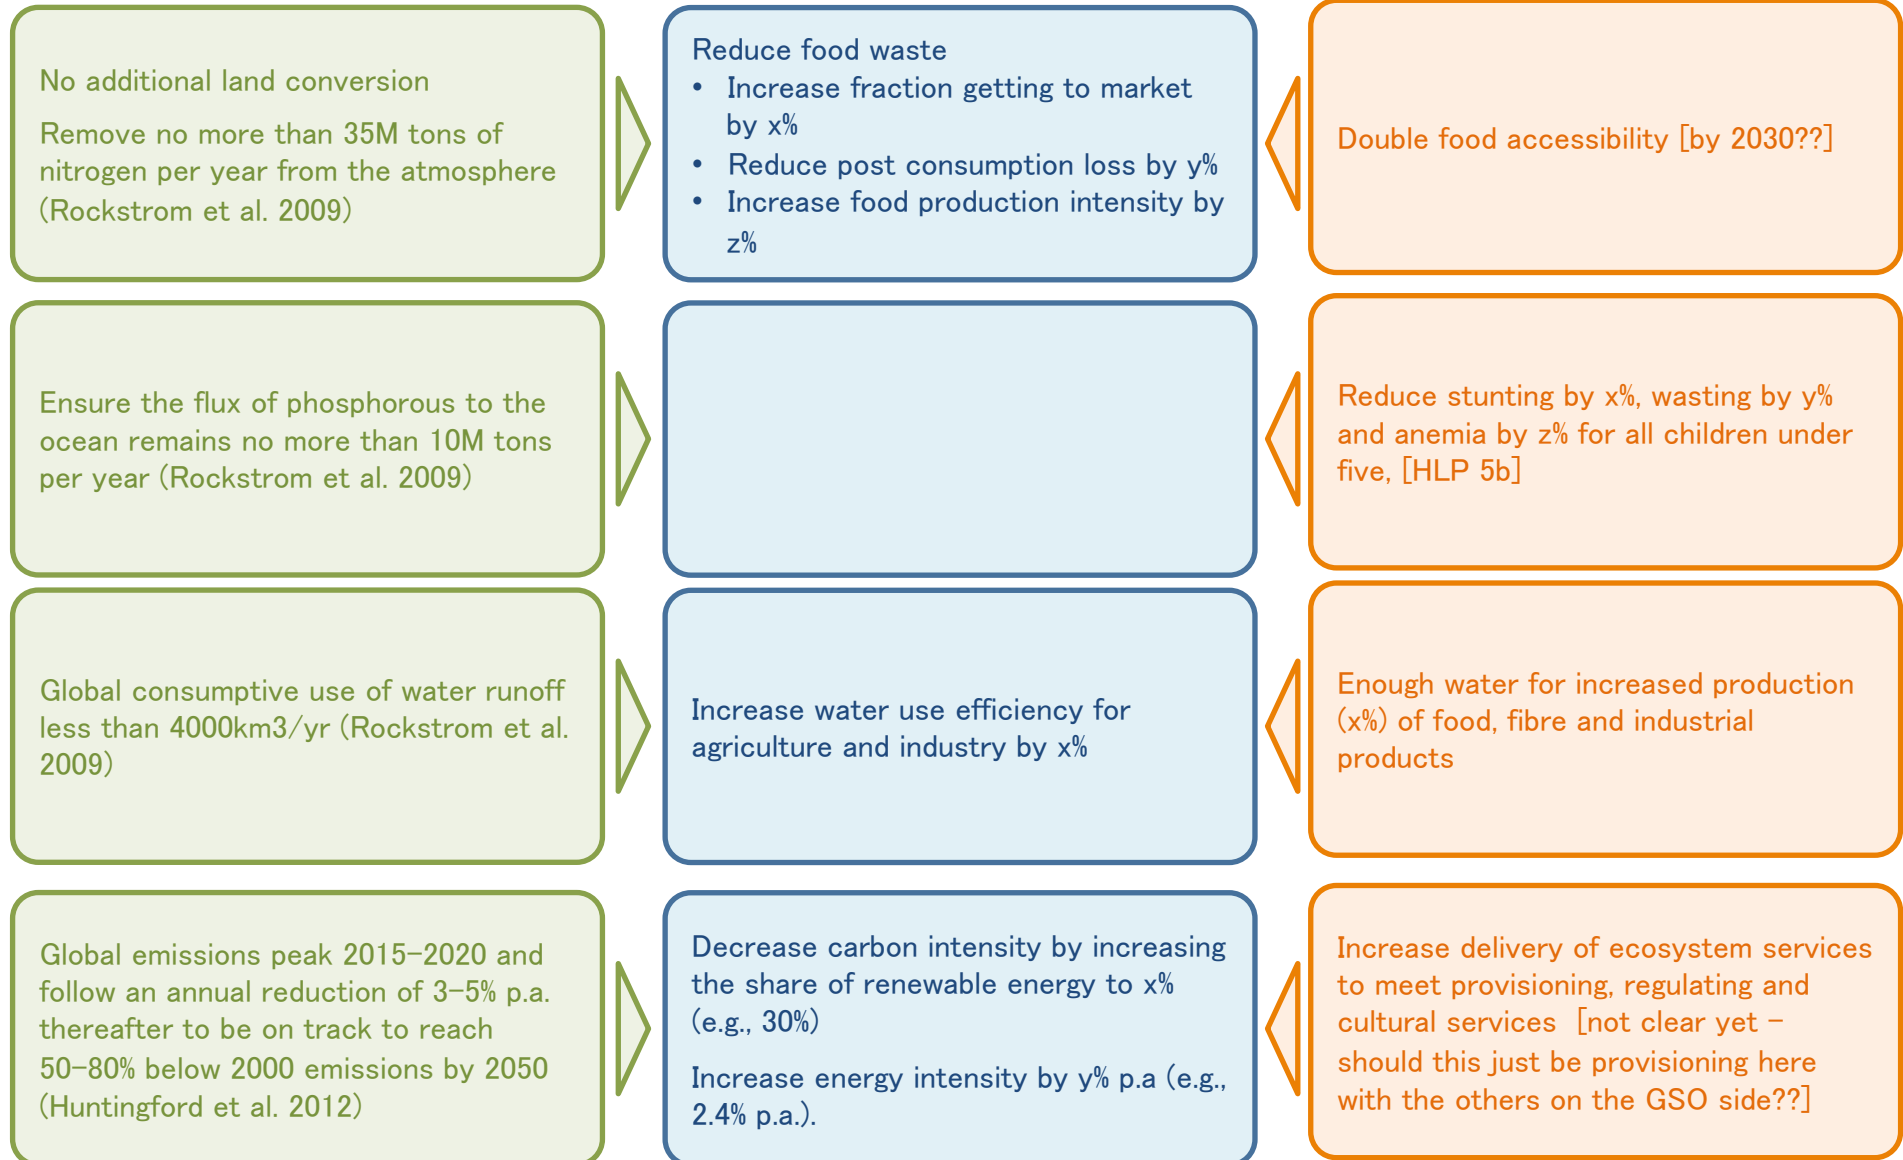 No additional land conversion
Remove no more than 35M tons of
nitrogen per year from the atmosphere
(Rockstrom et al. 2009)
Reduce food waste
• Increase fraction getting to market
by x%
• Reduce post consumption loss by y%
• Increase food production intensity by
z%
Double food accessibility [by 2030??]
Ensure the flux of phosphorous to the
ocean remains no more than 10M tons
per year (Rockstrom et al. 2009)
Reduce stunting by x%, wasting by y%
and anemia by z% for all children under
five, [HLP 5b]
Global consumptive use of water runoff
less than 4000km3/yr (Rockstrom et al.
2009)
Increase water use efficiency for
agriculture and industry by x%
Enough water for increased production
(x%) of food, fibre and industrial
products
Global emissions peak 2015-2020 and
follow an annual reduction of 3-5% p.a.
thereafter to be on track to reach
50-80% below 2000 emissions by 2050
(Huntingford et al. 2012)
Decrease carbon intensity by increasing
the share of renewable energy to x%
(e.g., 30%)
Increase energy intensity by y% p.a (e.g.,
2.4% p.a.).
Increase delivery of ecosystem services
to meet provisioning, regulating and
cultural services [not clear yet -
should this just be provisioning here
with the others on the GSO side??]